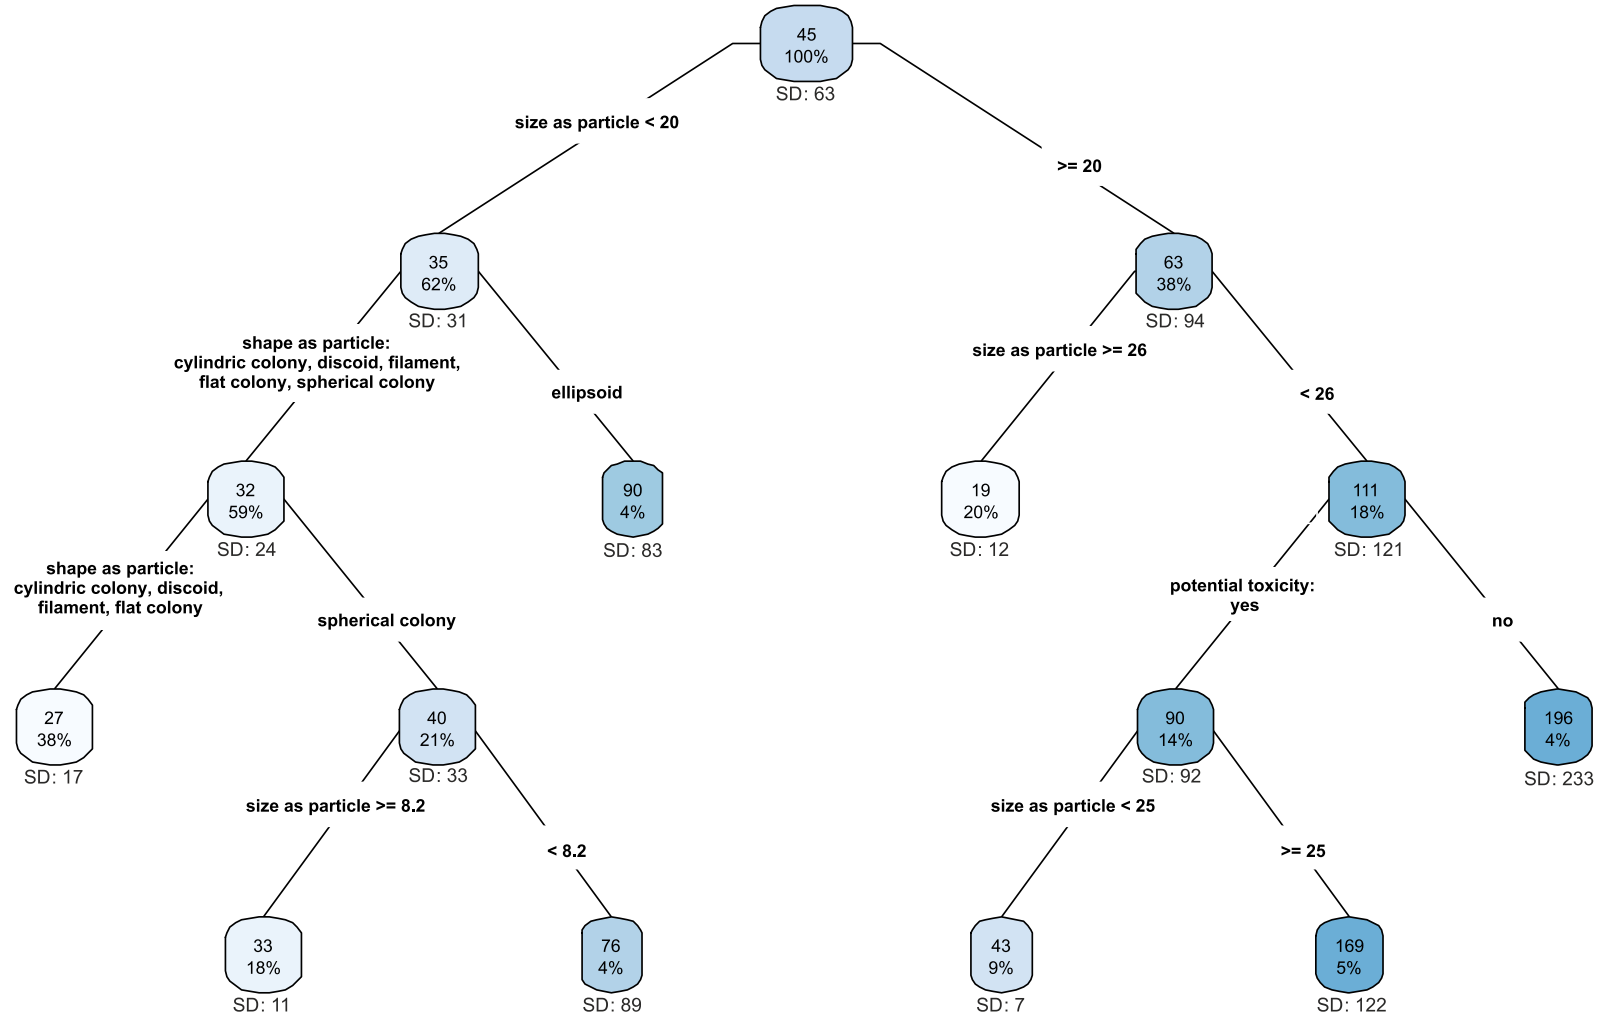 45
100%
SD: 63
size as particle < 20
>= 20
35
62%
SD: 31
63
38%
SD: 94
shape as particle:
cylindric colony, discoid, filament,
flat colony, spherical colony
ellipsoid
size as particle >= 26
< 26
32
59%
SD: 24
90
4%
SD: 83
19
20%
SD: 12
111
18%
SD: 121
shape as particle:
cylindric colony, discoid,
filament, flat colony
spherical colony
potential toxicity:
yes
no
27
38%
SD: 17
40
21%
SD: 33
90
14%
SD: 92
196
4%
SD: 233
size as particle >= 8.2
< 8.2
size as particle < 25
>= 25
33
18%
SD: 11
76
4%
SD: 89
43
9%
SD: 7
169
5%
SD: 122